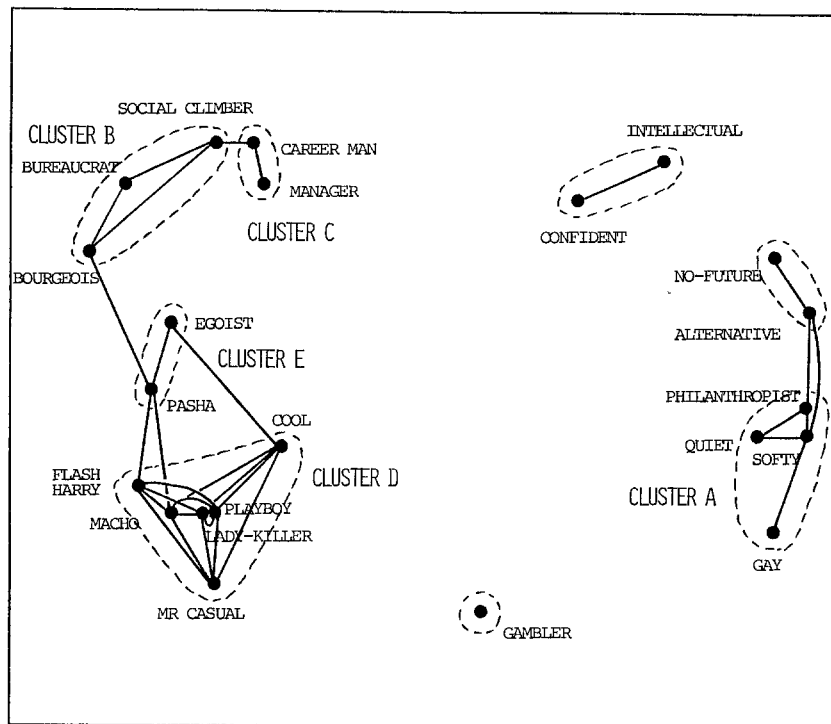 SOCIAL CLIMBER
CLUSTER B
BUREAUCRAT
CAREER MAN
MANAGER
CLUSTER C
BOURGEOIS
INTELLECTUAL
CONFIDENT
NO-FUTURE
ALTERNATIVE
EGOIST
CLUSTER E
PASHA
PHILANTHROPIST
QUIET
SOFTY
CLUSTER A
GAY
COOL
CLUSTER D
FLASH
HARRY
MACHO
PLAYBOY
LADY-KILLER
MR CASUAL
GAMBLER